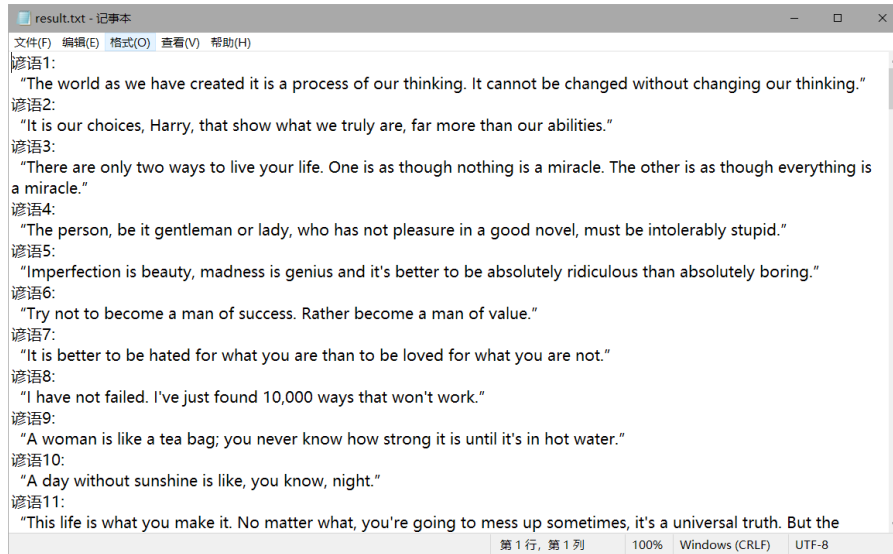 result.txt - 记事本
文件(F) 编辑(E) 格式(O) 查看(V) 帮助(H)
谚语1:
“The world as we have created it is a process of our thinking. It cannot be changed without changing our thinking.”
谚语2:
“It is our choices, Harry, that show what we truly are, far more than our abilities.”
谚语3:
“There are only two ways to live your life. One is as though nothing is a miracle. The other is as though everything is
a miracle.”
谚语4:
“The person, be it gentleman or lady, who has not pleasure in a good novel, must be intolerably stupid.”
谚语5:
“Imperfection is beauty, madness is genius and it's better to be absolutely ridiculous than absolutely boring.”
谚语6:
“Try not to become a man of success. Rather become a man of value.”
谚语7:
“It is better to be hated for what you are than to be loved for what you are not.”
谚语8:
“I have not failed. I've just found 10,000 ways that won't work.”
谚语9:
“A woman is like a tea bag; you never know how strong it is until it's in hot water.”
谚语10:
“A day without sunshine is like, you know, night.”
谚语11:
“This life is what you make it. No matter what, you're going to mess up sometimes, it's a universal truth. But the
第 1 行，第 1 列 100% Windows (CRLF) UTF-8